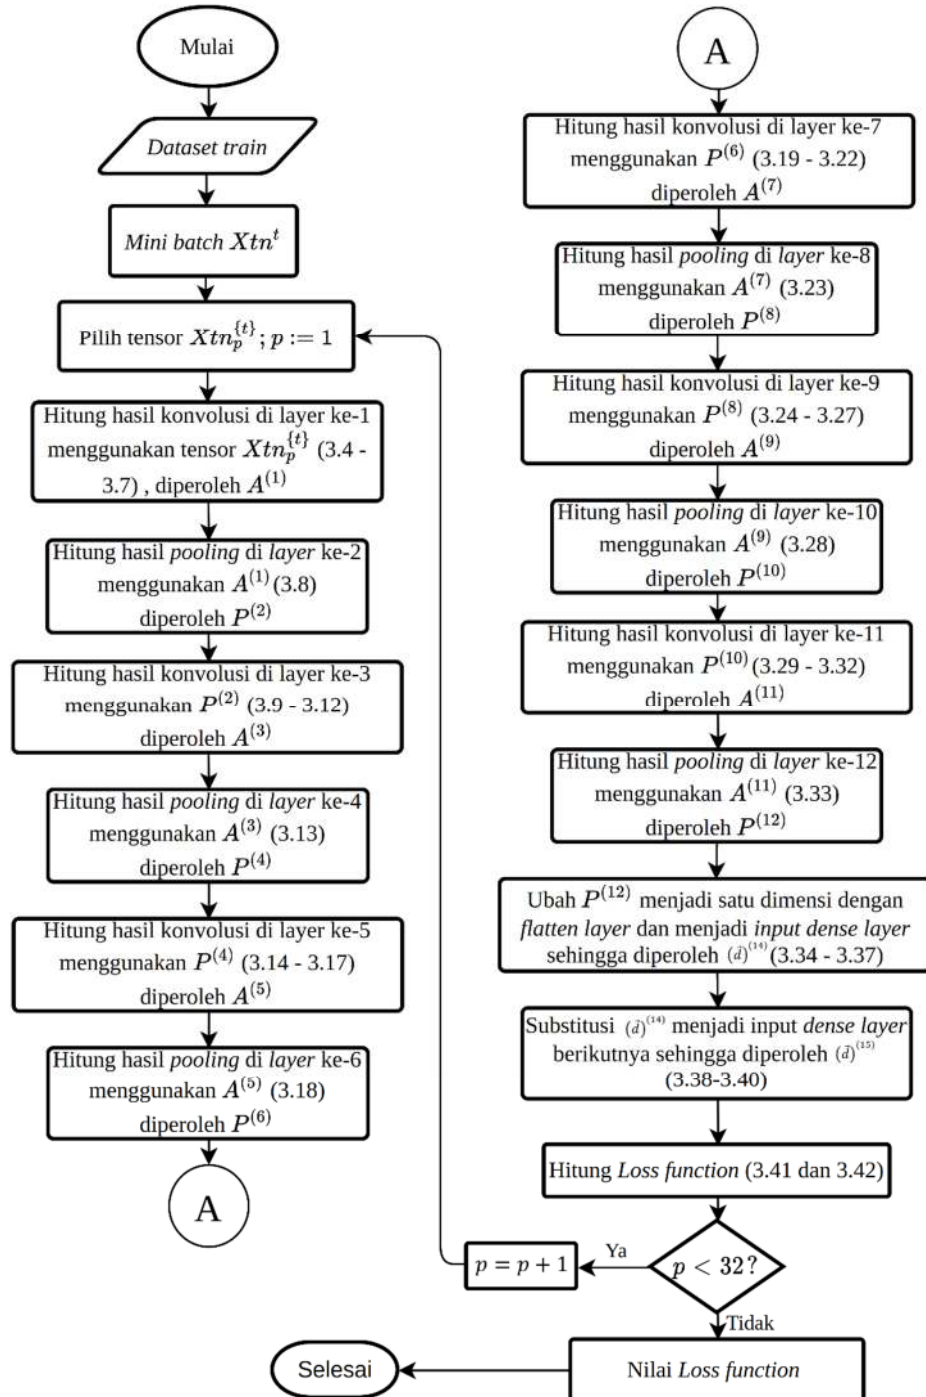 Mulai
Dataset train
Mini batch Xtn^t
Pilih tensor Xtn_p^{t}; p := 1
Hitung hasil konvolusi di layer ke-1
menggunakan tensor Xtn_p^{t} (3.4 -
3.7) , diperoleh A^(1)
Hitung hasil pooling di layer ke-2
menggunakan A^(1) (3.8)
diperoleh P^(2)
Hitung hasil konvolusi di layer ke-3
menggunakan P^(2) (3.9 - 3.12)
diperoleh A^(3)
Hitung hasil pooling di layer ke-4
menggunakan A^(3) (3.13)
diperoleh P^(4)
Hitung hasil konvolusi di layer ke-5
menggunakan P^(4) (3.14 - 3.17)
diperoleh A^(5)
Hitung hasil pooling di layer ke-6
menggunakan A^(5) (3.18)
diperoleh P^(6)
A
A
Hitung hasil konvolusi di layer ke-7
menggunakan P^(6) (3.19 - 3.22)
diperoleh A^(7)
Hitung hasil pooling di layer ke-8
menggunakan A^(7) (3.23)
diperoleh P^(8)
Hitung hasil konvolusi di layer ke-9
menggunakan P^(8) (3.24 - 3.27)
diperoleh A^(9)
Hitung hasil pooling di layer ke-10
menggunakan A^(9) (3.28)
diperoleh P^(10)
Hitung hasil konvolusi di layer ke-11
menggunakan P^(10) (3.29 - 3.32)
diperoleh A^(11)
Hitung hasil pooling di layer ke-12
menggunakan A^(11) (3.33)
diperoleh P^(12)
Ubah P^(12) menjadi satu dimensi dengan
flatten layer dan menjadi input dense layer
sehingga diperoleh (d⃗)^(14) (3.34 - 3.37)
Substitusi (d⃗)^(14) menjadi input dense layer
berikutnya sehingga diperoleh (d⃗)^(15)
(3.38-3.40)
Hitung Loss function (3.41 dan 3.42)
p < 32?
Ya
p = p + 1
Tidak
Nilai Loss function
Selesai